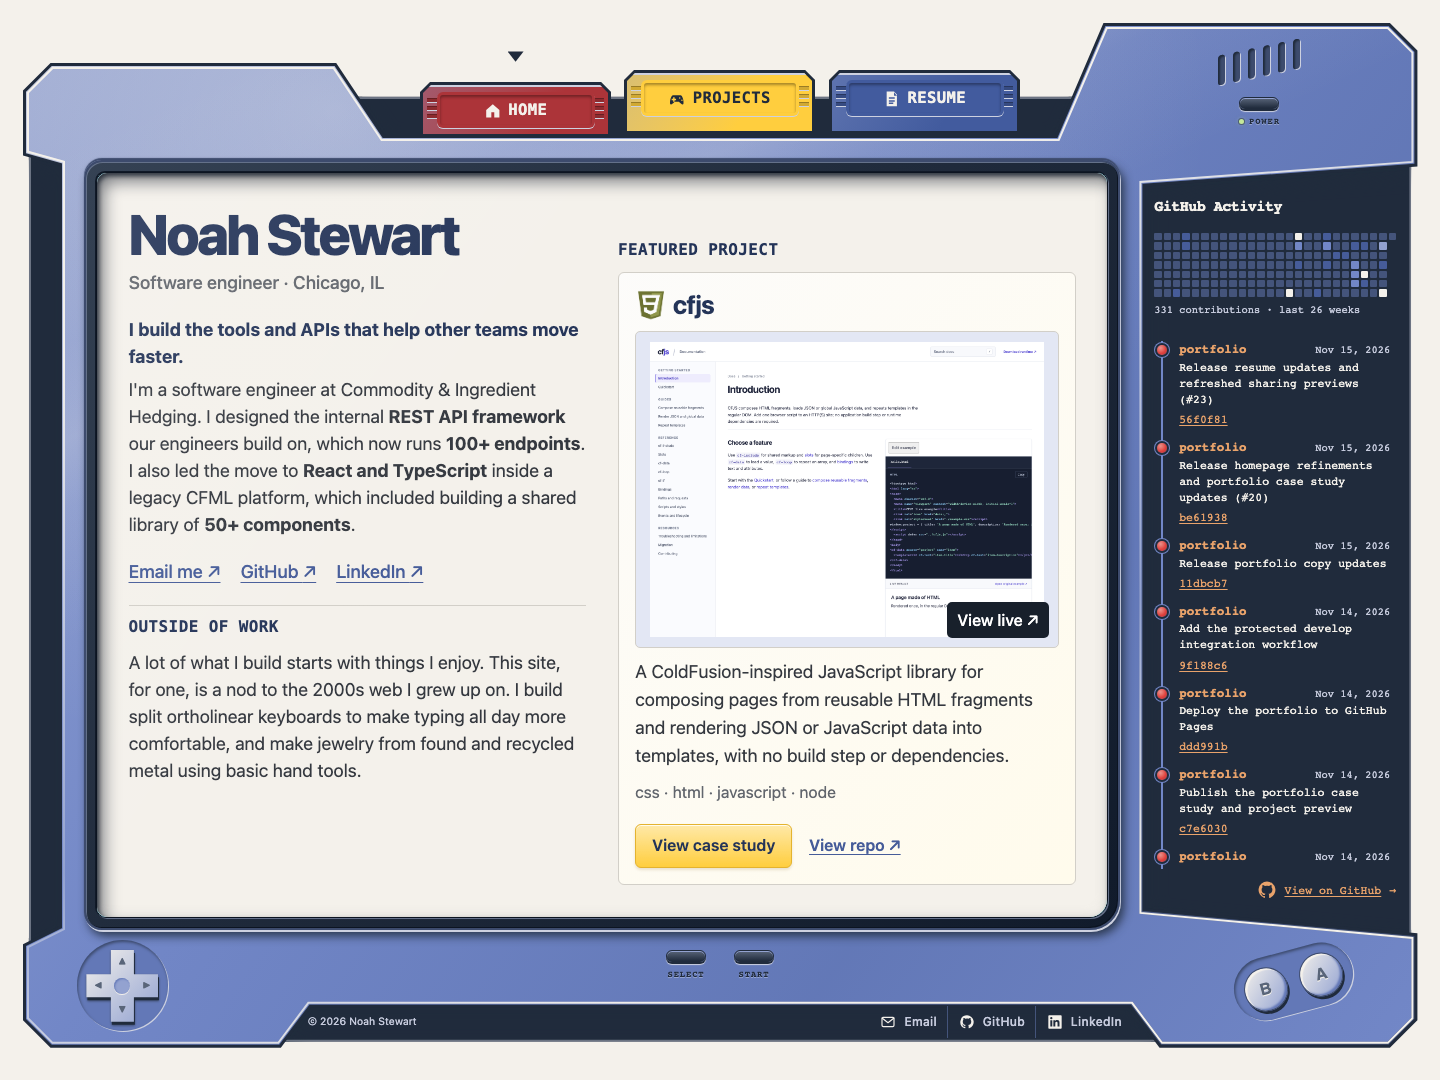 HOME
PROJECTS
RESUME
POWER
Noah Stewart
Software engineer · Chicago, IL
I build the tools and APIs that help other teams move
faster.
I'm a software engineer at Commodity & Ingredient
Hedging. I designed the internal REST API framework
our engineers build on, which now runs 100+ endpoints.
I also led the move to React and TypeScript inside a
legacy CFML platform, which included building a shared
library of 50+ components.
Email me ↗ GitHub ↗ LinkedIn ↗
OUTSIDE OF WORK
A lot of what I build starts with things I enjoy. This site,
for one, is a nod to the 2000s web I grew up on. I build
split ortholinear keyboards to make typing all day more
comfortable, and make jewelry from found and recycled
metal using basic hand tools.
FEATURED PROJECT
cfjs
cfjs / Documentation
Introduction
Choose a feature
A page made of HTML
View live ↗
A ColdFusion-inspired JavaScript library for
composing pages from reusable HTML fragments
and rendering JSON or JavaScript data into
templates, with no build step or dependencies.
css · html · javascript · node
View case study View repo ↗
GitHub Activity
331 contributions · last 26 weeks
portfolio Nov 15, 2026
Release resume updates and
refreshed sharing previews
(#23)
56f0f81
portfolio Nov 15, 2026
Release homepage refinements
and portfolio case study
updates (#20)
be61938
portfolio Nov 15, 2026
Release portfolio copy updates
11dbcb7
portfolio Nov 14, 2026
Add the protected develop
integration workflow
9f188c6
portfolio Nov 14, 2026
Deploy the portfolio to GitHub
Pages
ddd991b
portfolio Nov 14, 2026
Publish the portfolio case
study and project preview
c7e6030
portfolio Nov 14, 2026
View on GitHub →
SELECT START
B A
© 2026 Noah Stewart
Email GitHub LinkedIn